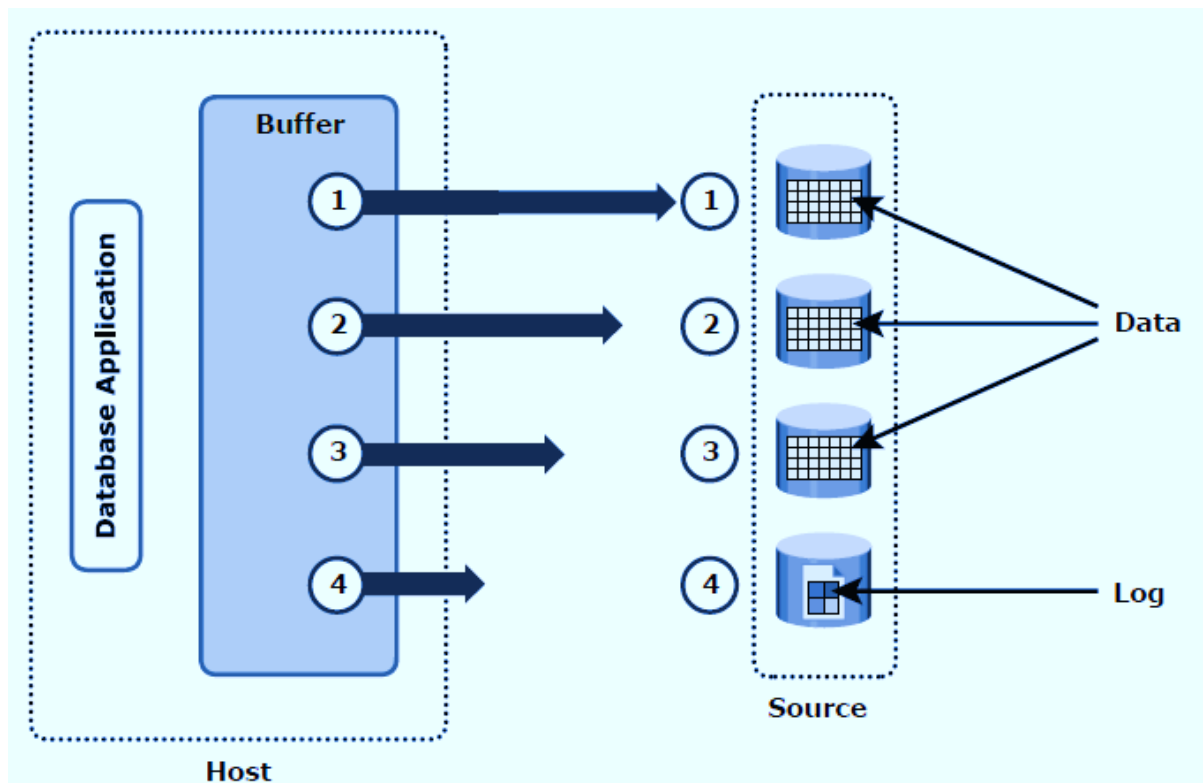 Buffer
Database Application
1
1
2
2
Data
3
3
4
4
Log
Source
Host